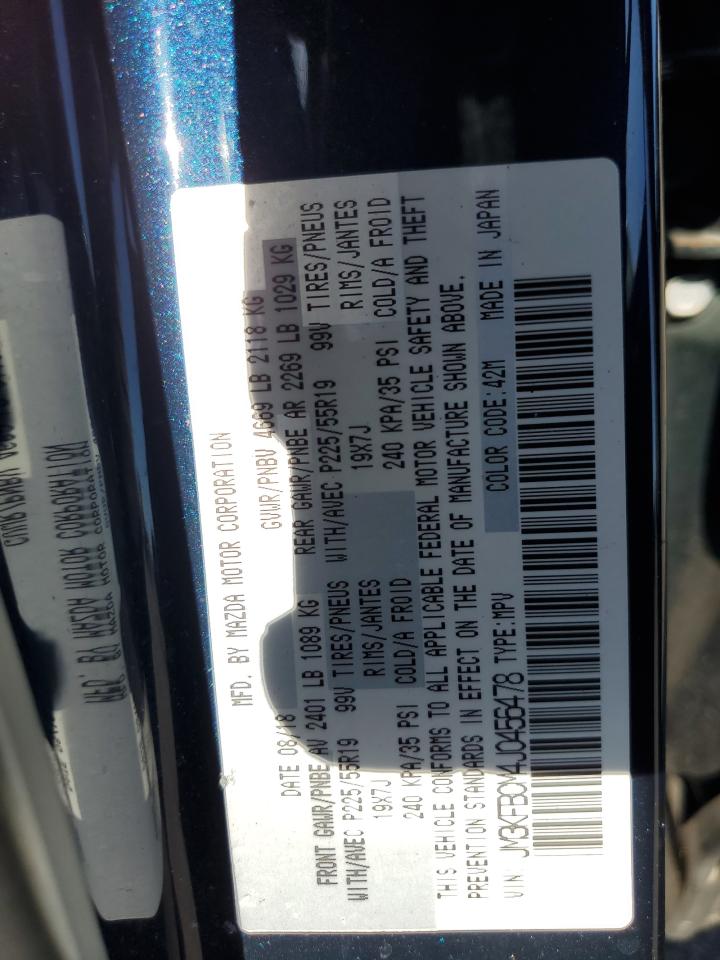 MFD. BY MAZDA MOTOR CORPORATION
DATE 08/18 GVWR/PNBV 4669 LB 2118 KG
FRONT GAWR/PNBE AV 2401 LB 1089 KG REAR GAWR/PNBE AR 2269 LB 1029 KG
WITH/AVEC P225/55R19 99V TIRES/PNEUS WITH/AVEC P225/55R19 99V TIRES/PNEUS
19X7J RIMS/JANTES 19X7J RIMS/JANTES
240 KPA/35 PSI COLD/A FROID 240 KPA/35 PSI COLD/A FROID
THIS VEHICLE CONFORMS TO ALL APPLICABLE FEDERAL MOTOR VEHICLE SAFETY AND THEFT
PREVENTION STANDARDS IN EFFECT ON THE DATE OF MANUFACTURE SHOWN ABOVE.
VIN JM3KFBCM4J0456478 TYPE:MPV COLOR CODE:42M MADE IN JAPAN